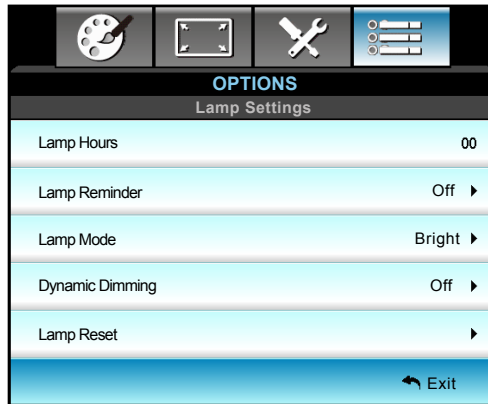 OPTIONS
Lamp Settings
Lamp Hours 00
Lamp Reminder Off
Lamp Mode Bright
Dynamic Dimming Off
Lamp Reset
Exit